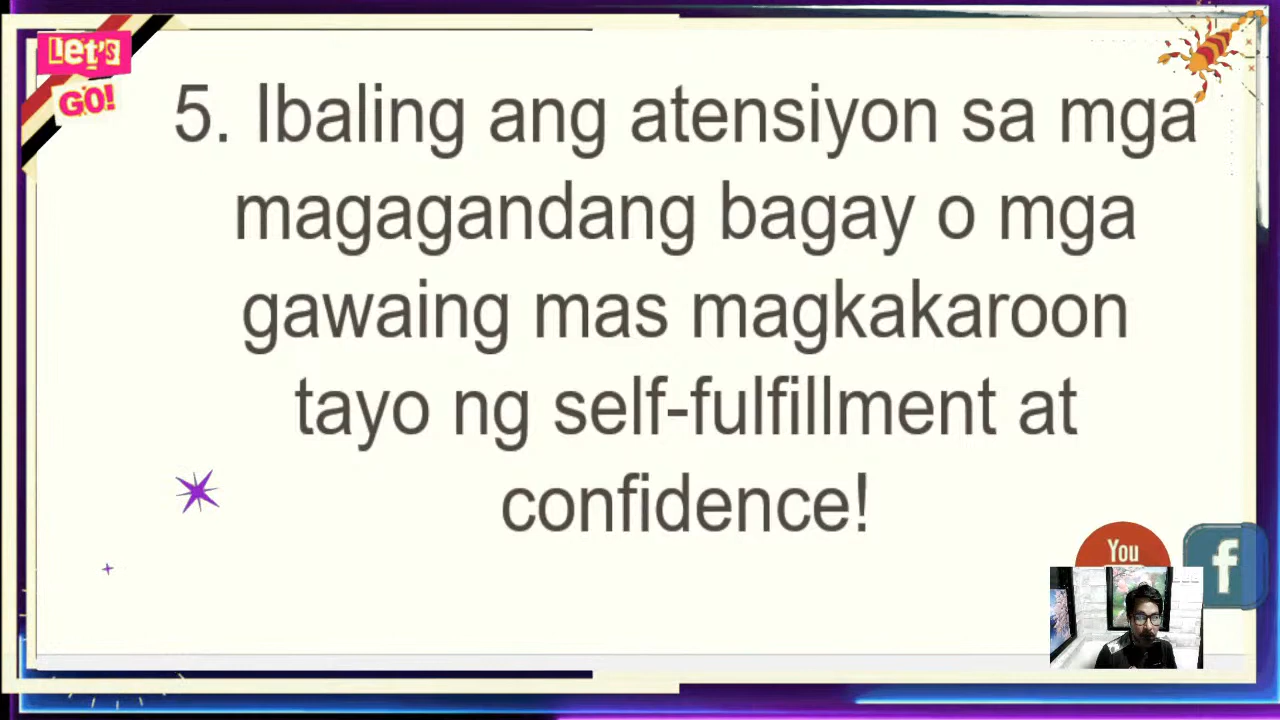 Let's
GO!
5. Ibaling ang atensiyon sa mga
magagandang bagay o mga
gawaing mas magkakaroon
tayo ng self-fulfillment at
confidence!
You
f